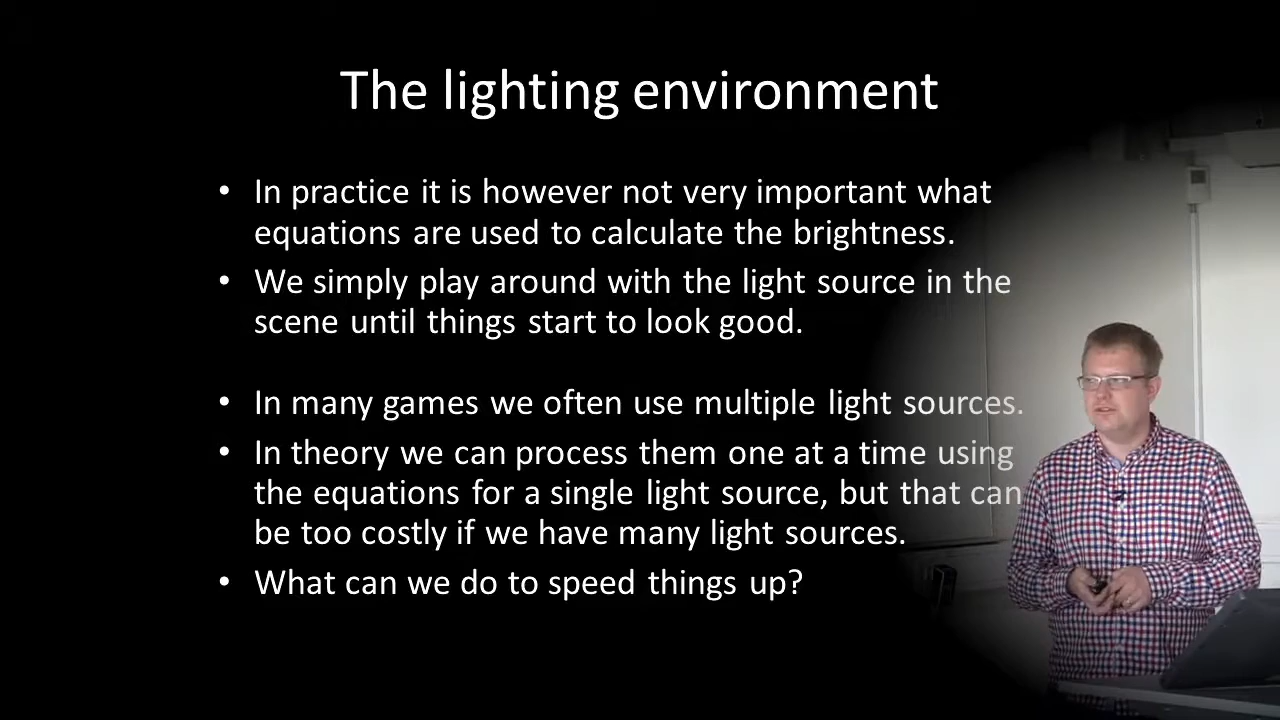 The lighting environment
• In practice it is however not very important what
equations are used to calculate the brightness.
• We simply play around with the light source in the
scene until things start to look good.
• In many games we often use multiple light sources.
• In theory we can process them one at a time using
the equations for a single light source, but that can
be too costly if we have many light sources.
• What can we do to speed things up?